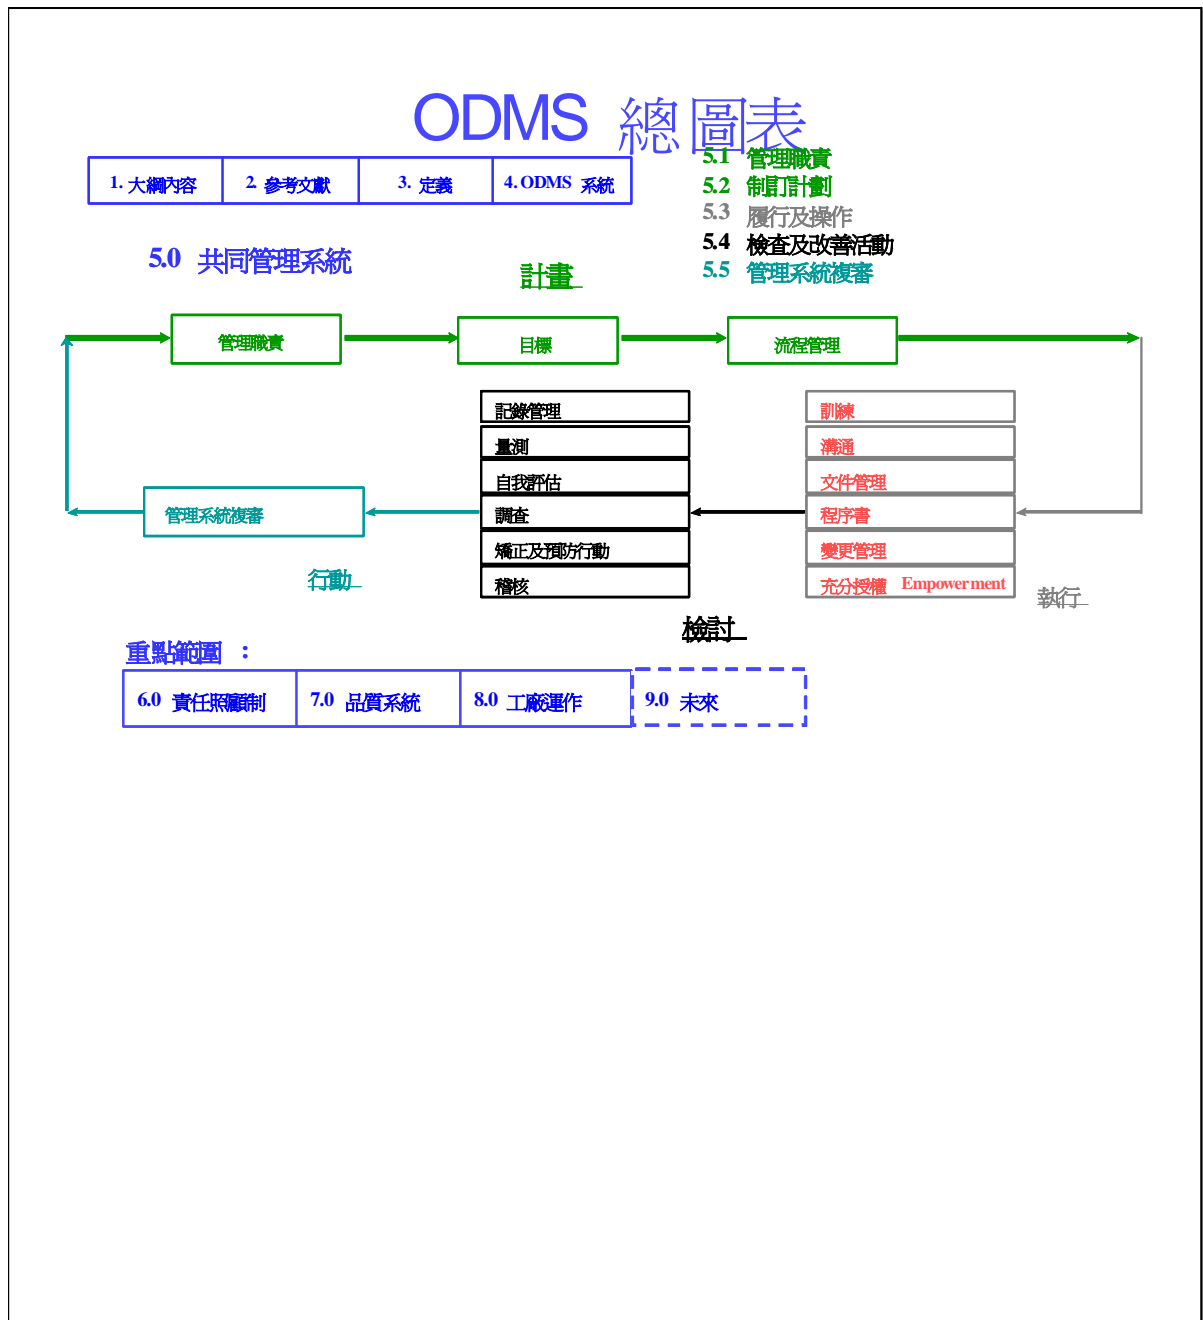 ODMS 總圖表
1. 大綱內容 2. 參考文獻 3. 定義 4. ODMS 系統
5.1 管理職責
5.2 制訂計劃
5.3 履行及操作
5.4 檢查及改善活動
5.5 管理系統複審
5.0 共同管理系統
計畫
管理職責 目標 流程管理
記錄管理
量測
自我評估
調查
矯正及預防行動
稽核
訓練
溝通
文件管理
程序書
變更管理
充分授權 Empowerment
管理系統複審
行動
執行
檢討
重點範圍 :
6.0 責任照顧制 7.0 品質系統 8.0 工廠運作 9.0 未來